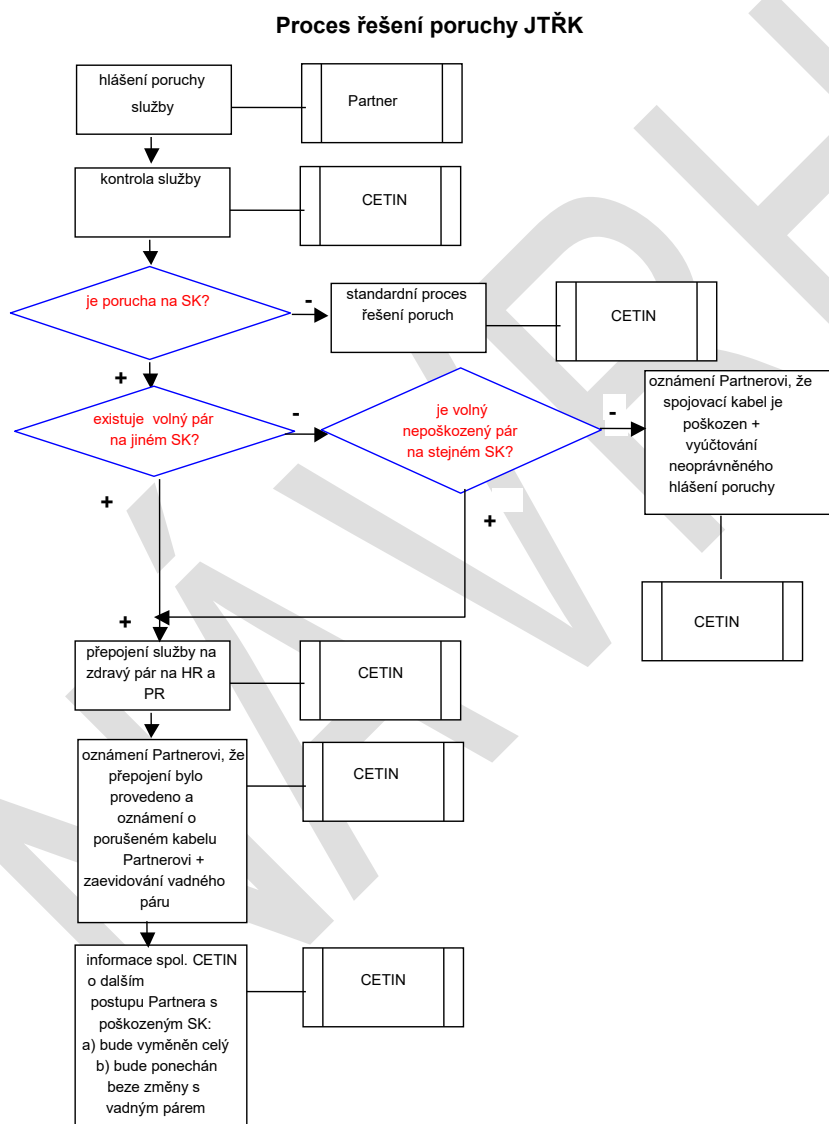 Proces řešení poruchy JTŘK
hlášení poruchy
služby
Partner
kontrola služby
CETIN
je porucha na SK?
-
standardní proces
řešení poruch
CETIN
+
existuje  volný pár
na jiném SK?
-
je volný
nepoškozený pár
na stejném SK?
-
oznámení Partnerovi, že
spojovací kabel je
poškozen +
vyúčtování
neoprávněného
hlášení poruchy
+
+
CETIN
+
přepojení služby na
zdravý pár na HR a
PR
CETIN
oznámení Partnerovi, že
přepojení bylo
provedeno a
oznámení o
porušeném kabelu
Partnerovi +
zaevidování vadného
páru
CETIN
informace spol. CETIN
o dalším
postupu Partnera s
poškozeným SK:
a) bude vyměněn celý
b) bude ponechán
beze změny s
vadným párem
CETIN
NÁVRH